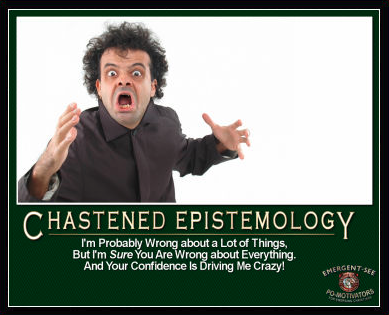 CHASTENED EPISTEMOLOGY
I'm Probably Wrong about a Lot of Things,
But I'm Sure You Are Wrong about Everything.
And Your Confidence Is Driving Me Crazy!
EMERGENT-SEE
PO-MOTIVATORS